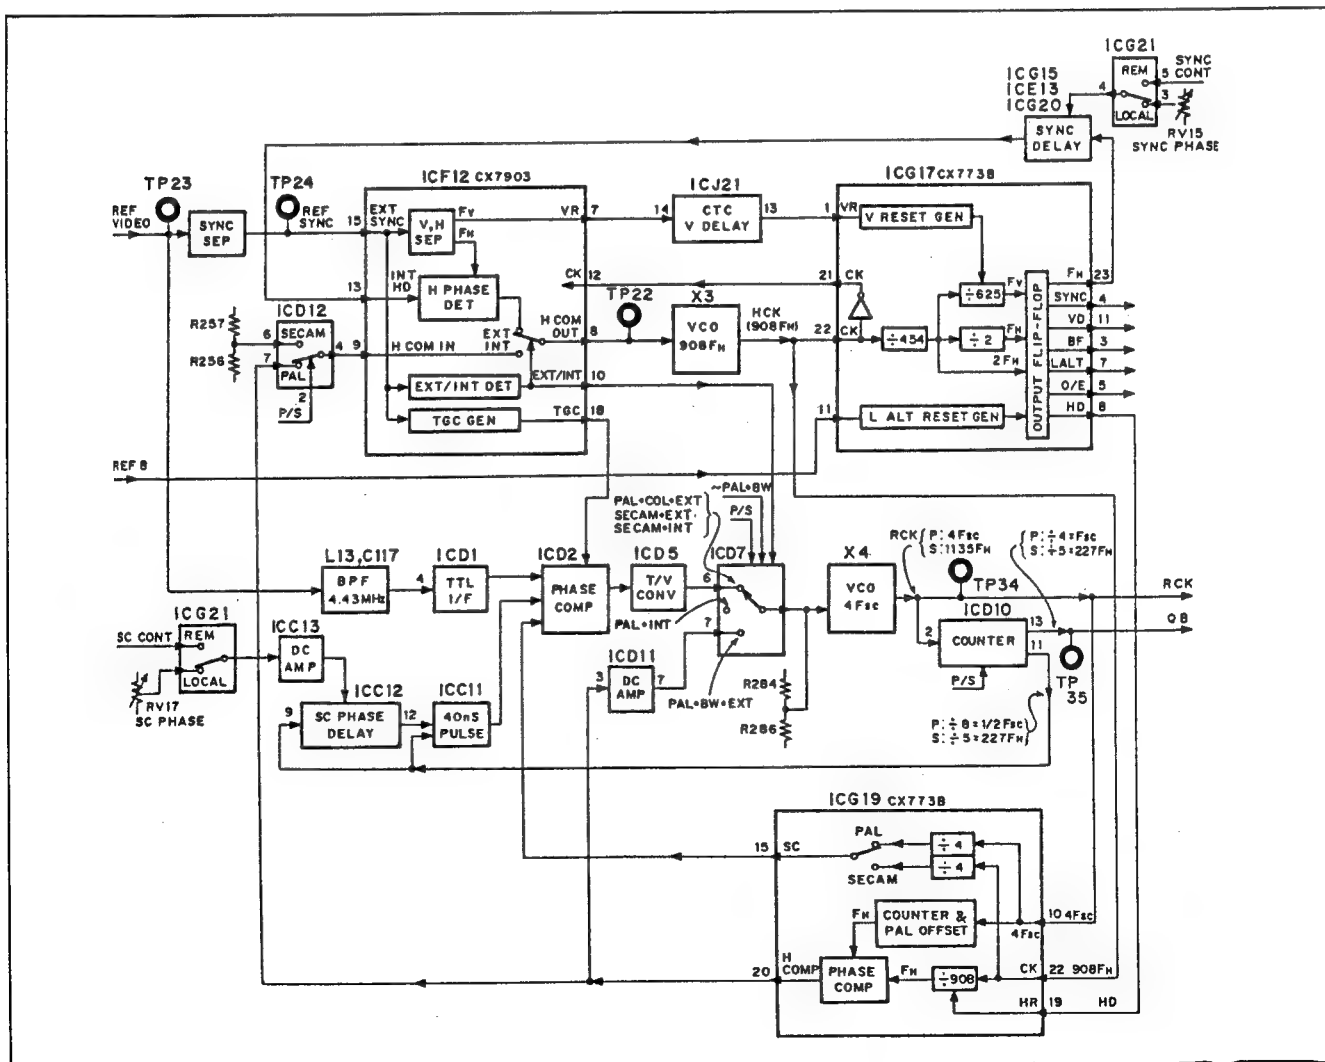 ICG21
REM
5
SYNC
CONT
4
3
LOCAL
RV15
SYNC PHASE
ICG15
ICE13
ICG20
SYNC
DELAY
TP23
REF
VIDEO
SYNC
SEP
TP24
REF
SYNC
15
ICF12 CX7903
EXT
SYNC
V,H
SEP
FV
FH
VR
7
ICJ21
14
CTC
V DELAY
13
ICG17 CX773B
1
VR
V RESET GEN
13
INT
HD
H PHASE
DET
CK
12
21
CK
TP22
X3
VCO
908FH
HCK
(908FH)
22
CK
÷454
÷625
FV
÷2
FH
2FH
OUTPUT FLIP-FLOP
FH
23
SYNC
4
VD
11
BF
3
LALT
7
O/E
5
HD
8
ICD12
R257
R256
6
SECAM
7
PAL
4
2
P/S
9
H COM IN
EXT
INT
H COM
OUT
8
EXT/INT DET
EXT/INT
10
TGC GEN
TGC
18
11
L ALT RESET GEN
REF 8
L13,C117
BPF
4.43MHz
4
ICD1
TTL
I/F
ICD2
PHASE
COMP
ICD5
T/V
CONV
PAL•COL•EXT
SECAM•EXT
SECAM•INT
~PAL•BW
P/S
ICD7
6
7
PAL•INT
PAL•BW•EXT
X4
VCO
4Fsc
RCK
P:4Fsc
S:1135FH
P:÷4=Fsc
S:÷5=227FH
TP34
RCK
ICD10
2
COUNTER
13
11
P/S
QB
TP
35
P:÷8=1/2Fsc
S:÷5=227FH
ICG21
SC CONT
REM
LOCAL
RV17
SC PHASE
ICC13
DC
AMP
ICC12
9
SC PHASE
DELAY
12
ICC11
40nS
PULSE
ICD11
3
DC
AMP
7
R284
R286
ICG19 CX773B
15
SC
PAL
SECAM
÷4
÷4
FH
COUNTER &
PAL OFFSET
4Fsc
10 4Fsc
20
H
COMP
PHASE
COMP
FH
÷908
CK
22 908FH
HR
19
HD